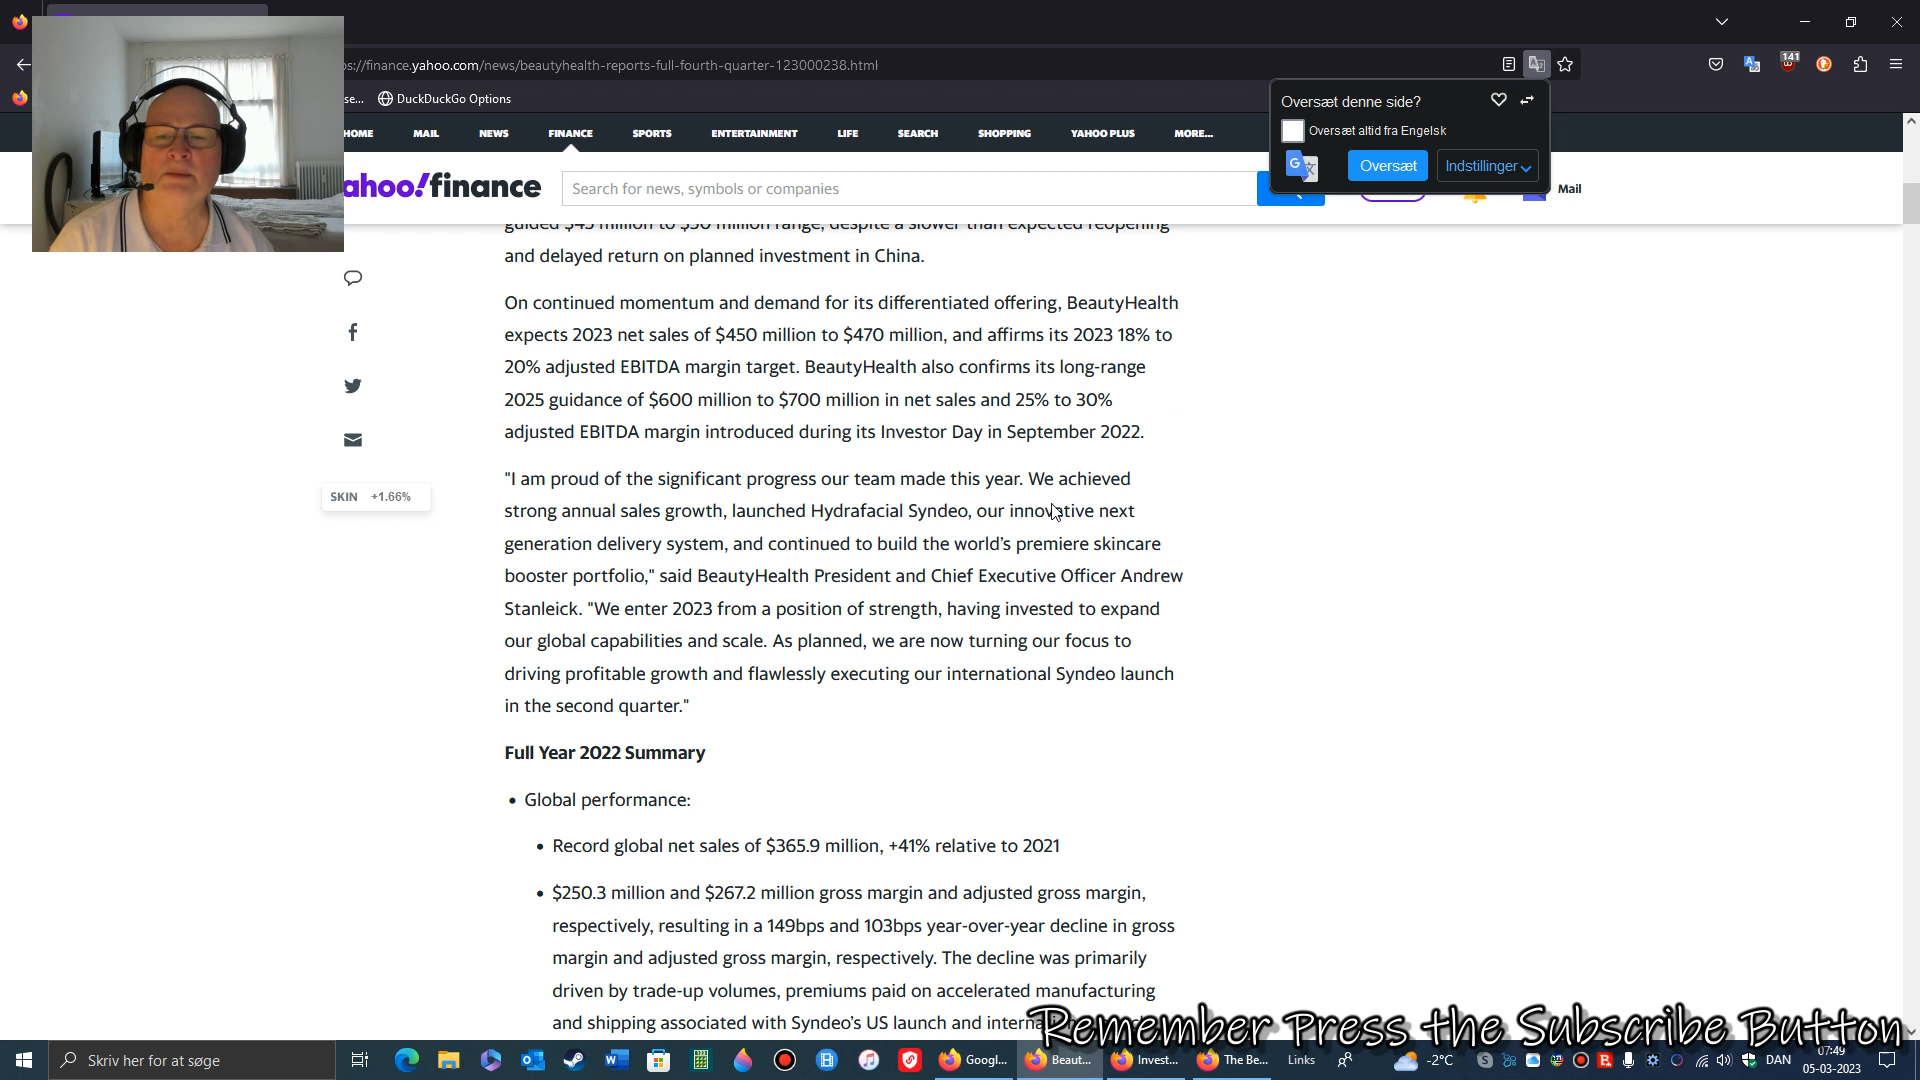 s://finance.yahoo.com/news/beautyhealth-reports-full-fourth-quarter-123000238.html
141
se... DuckDuckGo Options
Oversæt denne side?
Oversæt altid fra Engelsk
Oversæt
Indstillinger
HOME MAIL NEWS FINANCE SPORTS ENTERTAINMENT LIFE SEARCH SHOPPING YAHOO PLUS MORE...
ahoo!finance
Search for news, symbols or companies
Mail
guided $45 million to $50 million range, despite a slower than expected reopening
and delayed return on planned investment in China.
On continued momentum and demand for its differentiated offering, BeautyHealth
expects 2023 net sales of $450 million to $470 million, and affirms its 2023 18% to
20% adjusted EBITDA margin target. BeautyHealth also confirms its long-range
2025 guidance of $600 million to $700 million in net sales and 25% to 30%
adjusted EBITDA margin introduced during its Investor Day in September 2022.
SKIN +1.66%
"I am proud of the significant progress our team made this year. We achieved
strong annual sales growth, launched Hydrafacial Syndeo, our innovative next
generation delivery system, and continued to build the world's premiere skincare
booster portfolio," said BeautyHealth President and Chief Executive Officer Andrew
Stanleick. "We enter 2023 from a position of strength, having invested to expand
our global capabilities and scale. As planned, we are now turning our focus to
driving profitable growth and flawlessly executing our international Syndeo launch
in the second quarter."
Full Year 2022 Summary
• Global performance:
• Record global net sales of $365.9 million, +41% relative to 2021
• $250.3 million and $267.2 million gross margin and adjusted gross margin,
respectively, resulting in a 149bps and 103bps year-over-year decline in gross
margin and adjusted gross margin, respectively. The decline was primarily
driven by trade-up volumes, premiums paid on accelerated manufacturing
and shipping associated with Syndeo's US launch and
Remember Press the Subscribe Button
Skriv her for at søge
Googl... Beaut... Invest... The Be... Links
-2°C
DAN
07:49
05-03-2023